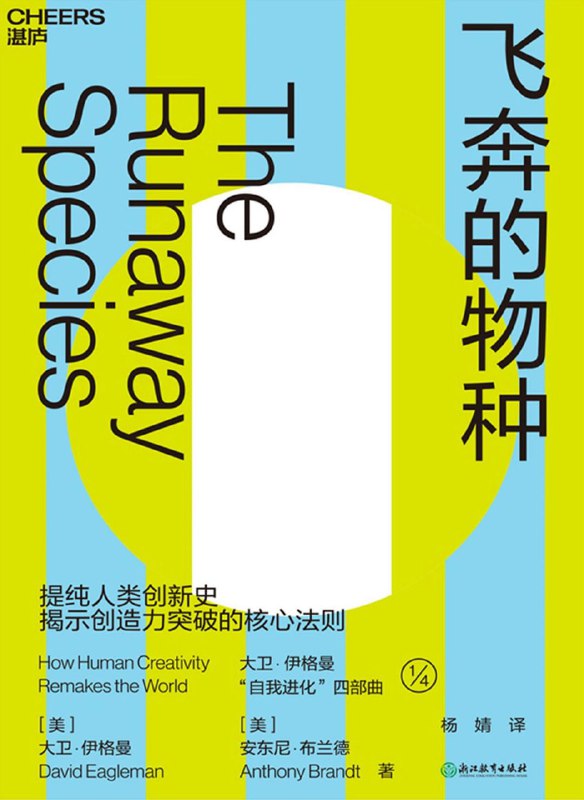 CHEERS
湛庐
飞奔的物种
The
Runaway
Species
提纯人类创新史
揭示创造力突破的核心法则
How Human Creativity
Remakes the World
大卫·伊格曼
“自我进化”四部曲
1/4
[美]
大卫·伊格曼
David Eagleman
[美]
安东尼·布兰德
Anthony Brandt 著
杨婧 译
浙江教育出版社